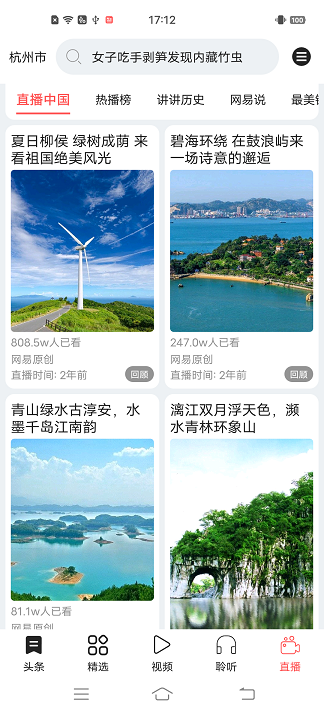 17:12
100
杭州市
女子吃手剥笋发现内藏竹虫
直播中国 热播榜 讲讲历史 网易说
夏日柳侯 绿树成荫 来
看祖国绝美风光
808.5w人已看
网易原创
直播时间: 2年前 回顾
碧海环绕 在鼓浪屿来
一场诗意的邂逅
247.0w人已看
网易原创
直播时间: 2年前 回顾
青山绿水古淳安，水
墨千岛江南韵
81.1w人已看
网易原创
漓江双月浮天色，濒
水青林环象山
头条 精选 视频 聆听 直播